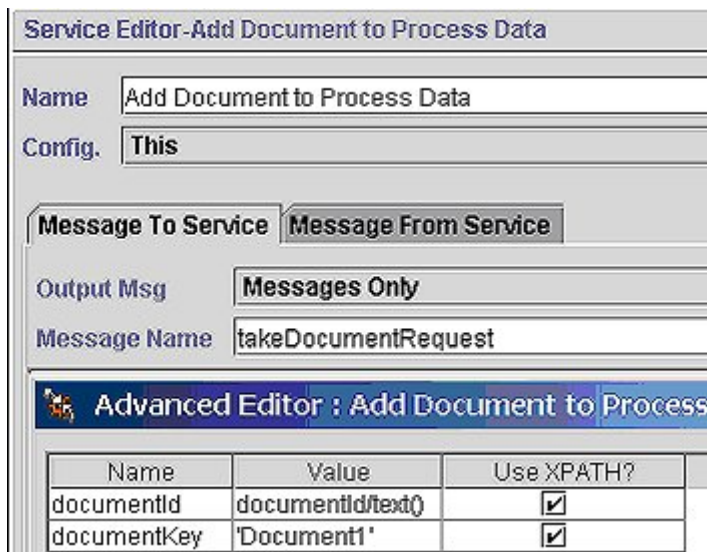 Service Editor-Add Document to Process Data
Name Add Document to Process Data
Config. This
Message To Service Message From Service
Output Msg Messages Only
Message Name takeDocumentRequest
Advanced Editor : Add Document to Process
Name Value Use XPATH?
documentId documentId/text()
documentKey 'Document1'